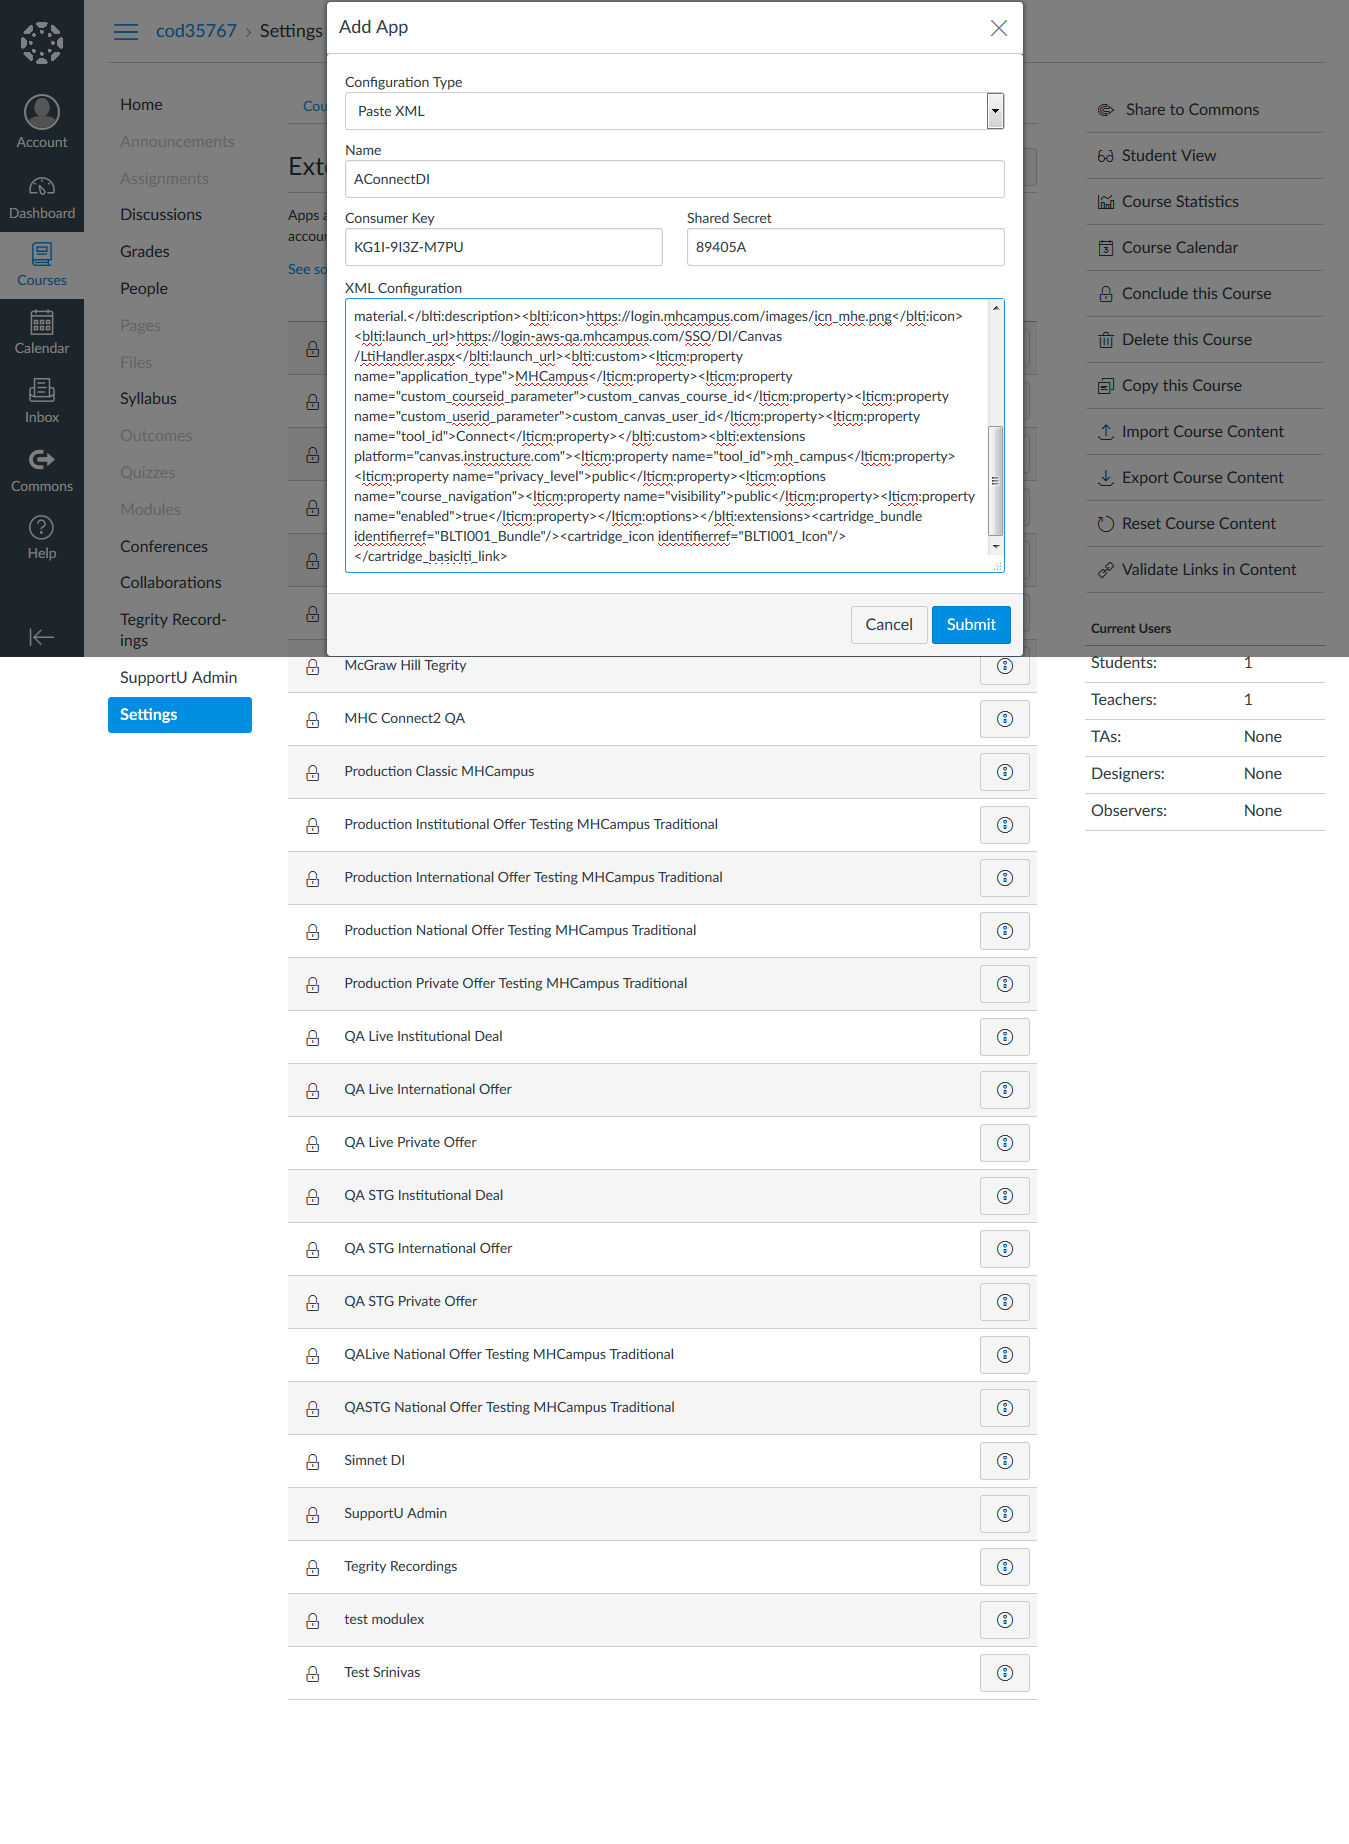 cod35767 > Settings
Add App
Account
Dashboard
Courses
Calendar
Inbox
Commons
Help
Home
Announcements
Assignments
Discussions
Grades
People
Pages
Files
Syllabus
Outcomes
Quizzes
Modules
Conferences
Collaborations
Tegrity Record-
ings
SupportU Admin
Settings
Cou
Ext
Apps a
accou
See so
Configuration Type
Paste XML
Name
AConnectDI
Consumer Key
Shared Secret
KG1I-9I3Z-M7PU
89405A
XML Configuration
material.</blti:description><blti:icon>https://login.mhcampus.com/images/icn_mhe.png</blti:icon>
<blti:launch_url>https://login-aws-qa.mhcampus.com/SSO/DI/Canvas
/LtiHandler.aspx</blti:launch_url><blti:custom><lticm:property
name="application_type">MHCampus</lticm:property><lticm:property
name="custom_courseid_parameter">custom_canvas_course_id</lticm:property><lticm:property
name="custom_userid_parameter">custom_canvas_user_id</lticm:property><lticm:property
name="tool_id">Connect</lticm:property></blti:custom><blti:extensions
platform="canvas.instructure.com"><lticm:property name="tool_id">mh_campus</lticm:property>
<lticm:property name="privacy_level">public</lticm:property><lticm:options
name="course_navigation"><lticm:property name="visibility">public</lticm:property><lticm:property
name="enabled">true</lticm:property></lticm:options></blti:extensions><cartridge_bundle
identifierref="BLTI001_Bundle"/><cartridge_icon identifierref="BLTI001_Icon"/>
</cartridge_basiclti_link>
Cancel
Submit
McGraw Hill Tegrity
MHC Connect2 QA
Production Classic MHCampus
Production Institutional Offer Testing MHCampus Traditional
Production International Offer Testing MHCampus Traditional
Production National Offer Testing MHCampus Traditional
Production Private Offer Testing MHCampus Traditional
QA Live Institutional Deal
QA Live International Offer
QA Live Private Offer
QA STG Institutional Deal
QA STG International Offer
QA STG Private Offer
QALive National Offer Testing MHCampus Traditional
QASTG National Offer Testing MHCampus Traditional
Simnet DI
SupportU Admin
Tegrity Recordings
test modulex
Test Srinivas
Share to Commons
Student View
Course Statistics
Course Calendar
Conclude this Course
Delete this Course
Copy this Course
Import Course Content
Export Course Content
Reset Course Content
Validate Links in Content
Current Users
Students: 1
Teachers: 1
TAs: None
Designers: None
Observers: None